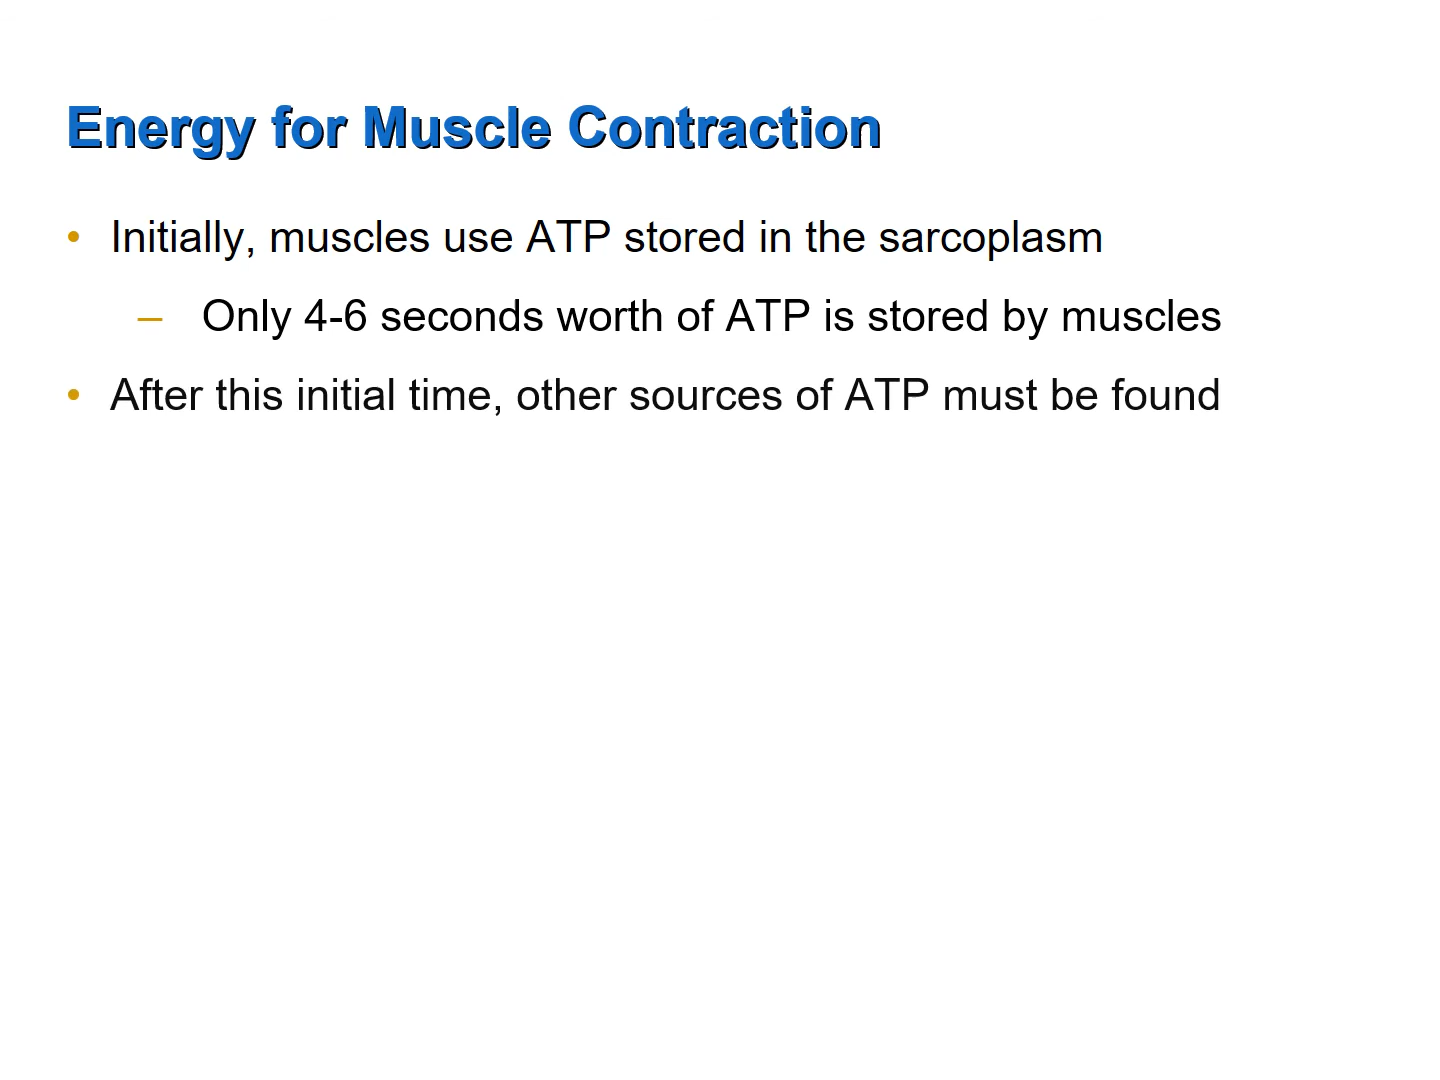 Energy for Muscle Contraction
• Initially, muscles use ATP stored in the sarcoplasm
– Only 4-6 seconds worth of ATP is stored by muscles
• After this initial time, other sources of ATP must be found